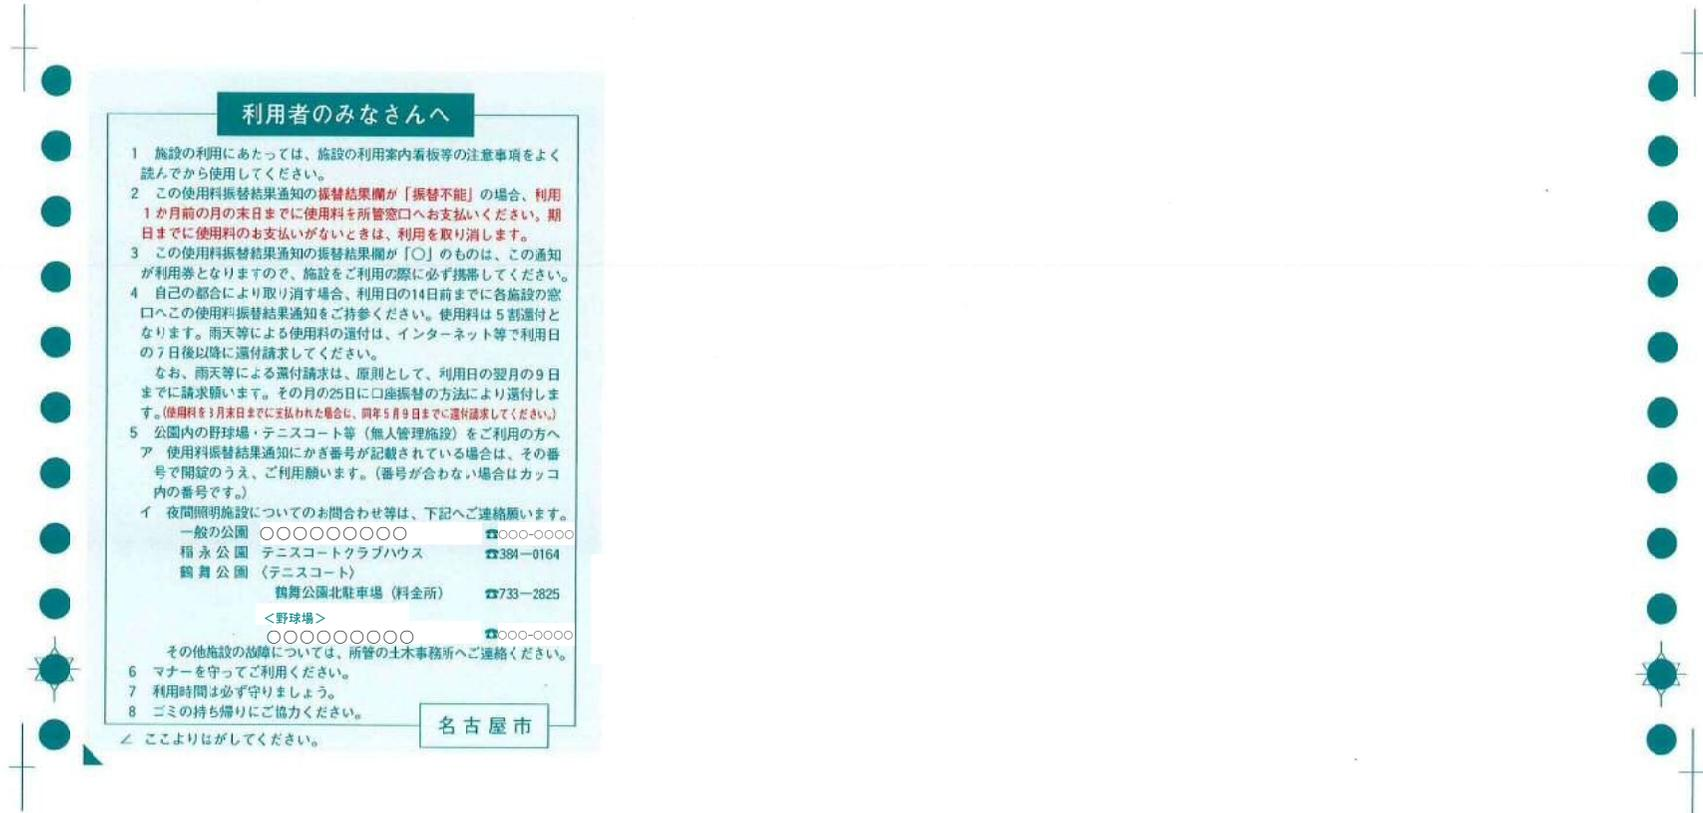 利用者のみなさんへ
1 施設の利用にあたっては、施設の利用案内看板等の注意事項をよく
読んでから使用してください。
2 この使用料振替結果通知の振替結果欄が「振替不能」の場合、利用
1か月前の月の末日までに使用料を所管窓口へお支払いください。期
日までに使用料のお支払いがないときは、利用を取り消します。
3 この使用料振替結果通知の振替結果欄が「〇」のものは、この通知
が利用券となりますので、施設をご利用の際に必ず携帯してください。
4 自己の都合により取り消す場合、利用日の14日前までに各施設の窓
口へこの使用料振替結果通知をご持参ください。使用料は5割還付と
なります。雨天等による使用料の還付は、インターネット等で利用日
の7日後以降に還付請求してください。
なお、雨天等による還付請求は、原則として、利用日の翌月の9日
までに請求願います。その月の25日に口座振替の方法により還付しま
す。(使用料を3月末日までに支払われた場合は、同年5月9日までに還付請求してください。)
5 公園内の野球場・テニスコート等(無人管理施設)をご利用の方へ
ア 使用料振替結果通知にかぎ番号が記載されている場合は、その番
号で開錠のうえ、ご利用願います。(番号が合わない場合はカッコ
内の番号です。)
イ 夜間照明施設についてのお問合わせ等は、下記へご連絡願います。
一般の公園 〇〇〇〇〇〇〇〇〇 ☎〇〇〇-〇〇〇〇
稲永公園 テニスコートクラブハウス ☎384-0164
鶴舞公園 〈テニスコート〉
鶴舞公園北駐車場(料金所) ☎733-2825
<野球場>
〇〇〇〇〇〇〇〇〇 ☎〇〇〇-〇〇〇〇
その他施設の故障については、所管の土木事務所へご連絡ください。
6 マナーを守ってご利用ください。
7 利用時間は必ず守りましょう。
8 ゴミの持ち帰りにご協力ください。
名古屋市
∠ ここよりはがしてください。